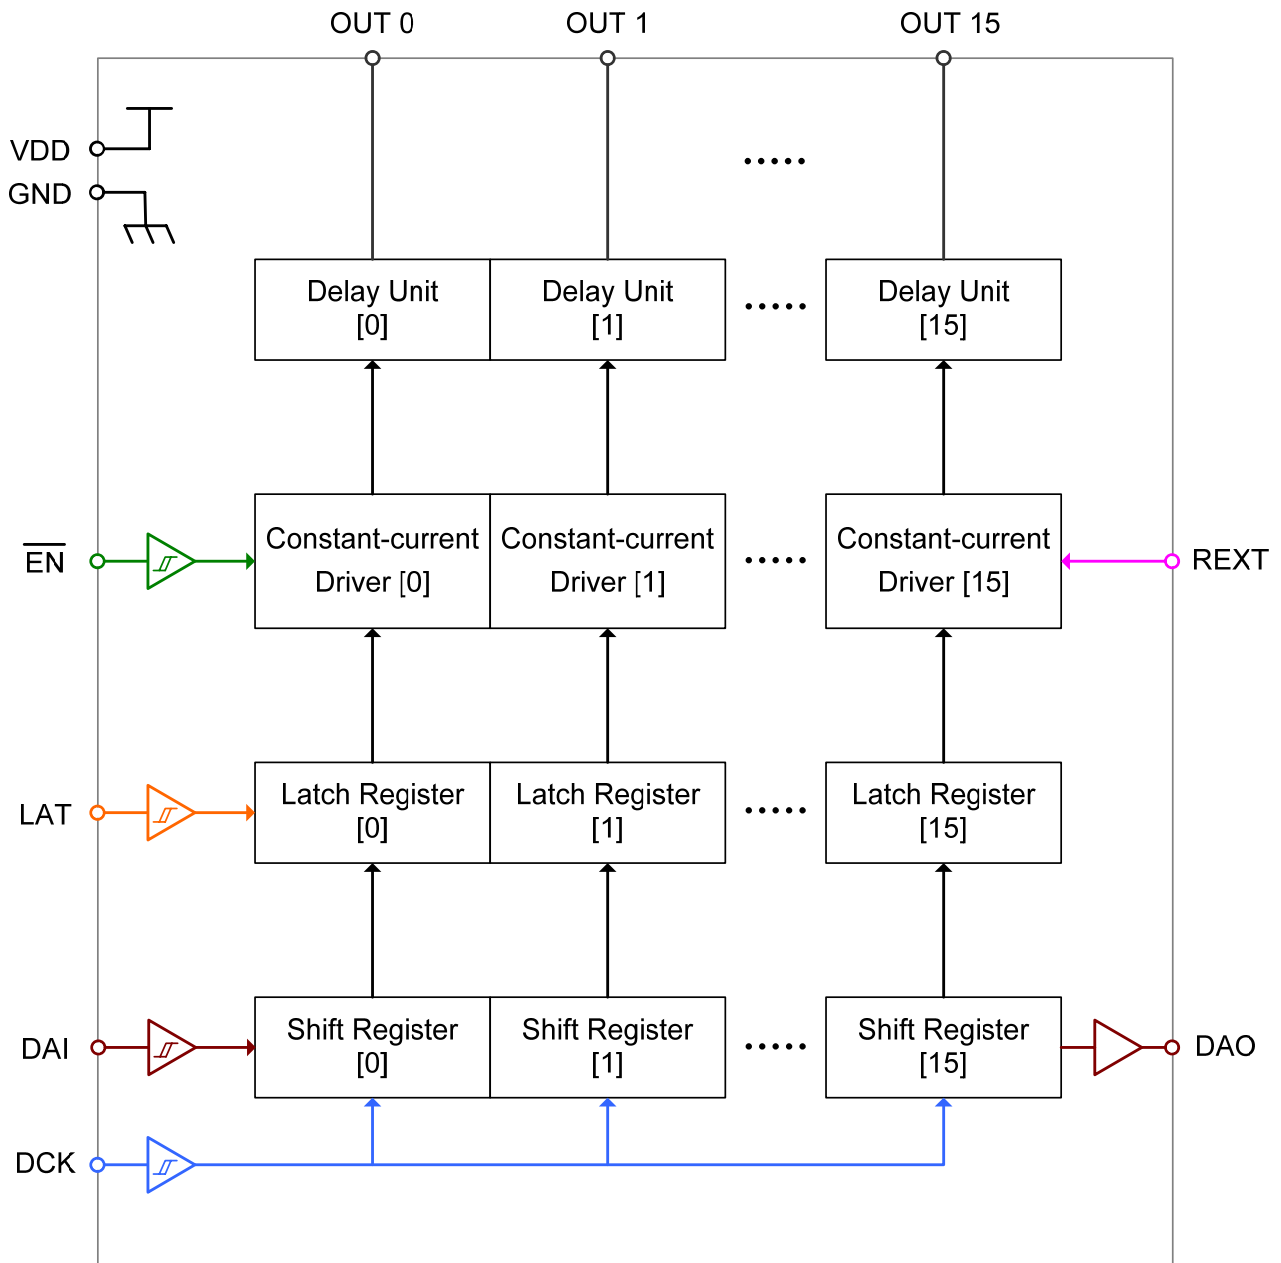 OUT 0 OUT 1 OUT 15
VDD
GND
Delay Unit [0] Delay Unit [1] ..... Delay Unit [15]
EN
Constant-current Driver [0] Constant-current Driver [1] ..... Constant-current Driver [15]
REXT
LAT
Latch Register [0] Latch Register [1] ..... Latch Register [15]
DAI
Shift Register [0] Shift Register [1] ..... Shift Register [15]
DAO
DCK